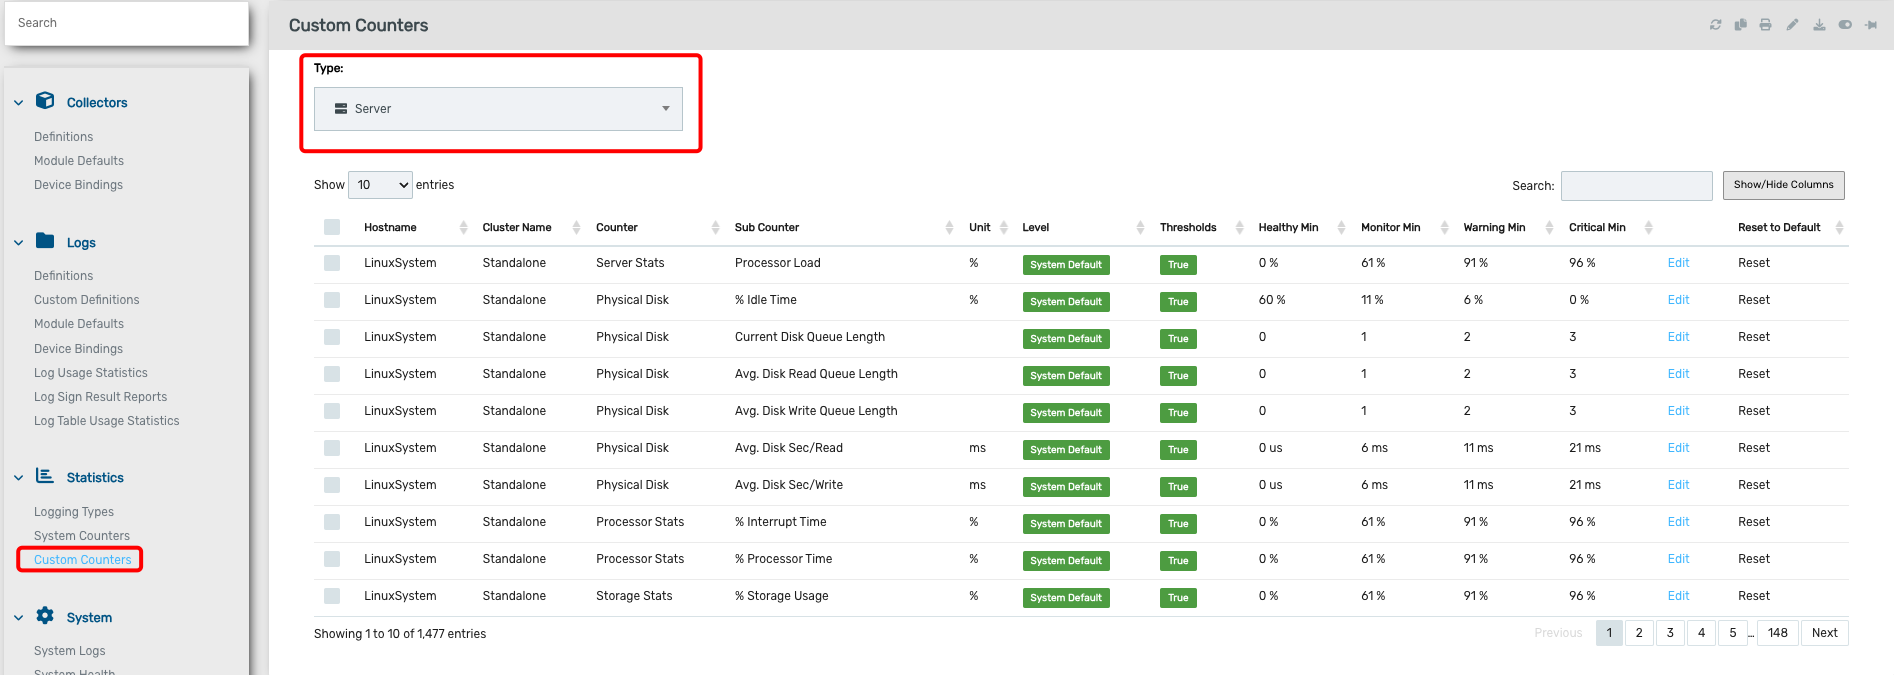 Search
Collectors
Definitions
Module Defaults
Device Bindings
Logs
Definitions
Custom Definitions
Module Defaults
Device Bindings
Log Usage Statistics
Log Sign Result Reports
Log Table Usage Statistics
Statistics
Logging Types
System Counters
Custom Counters
System
System Logs
System Health
Custom Counters
Type:
Server
Show 10 entries
Search:
Show/Hide Columns
Hostname Cluster Name Counter Sub Counter Unit Level Thresholds Healthy Min Monitor Min Warning Min Critical Min Reset to Default
LinuxSystem Standalone Server Stats Processor Load % System Default True 0 % 61 % 91 % 96 % Edit Reset
LinuxSystem Standalone Physical Disk % Idle Time % System Default True 60 % 11 % 6 % 0 % Edit Reset
LinuxSystem Standalone Physical Disk Current Disk Queue Length System Default True 0 1 2 3 Edit Reset
LinuxSystem Standalone Physical Disk Avg. Disk Read Queue Length System Default True 0 1 2 3 Edit Reset
LinuxSystem Standalone Physical Disk Avg. Disk Write Queue Length System Default True 0 1 2 3 Edit Reset
LinuxSystem Standalone Physical Disk Avg. Disk Sec/Read ms System Default True 0 us 6 ms 11 ms 21 ms Edit Reset
LinuxSystem Standalone Physical Disk Avg. Disk Sec/Write ms System Default True 0 us 6 ms 11 ms 21 ms Edit Reset
LinuxSystem Standalone Processor Stats % Interrupt Time % System Default True 0 % 61 % 91 % 96 % Edit Reset
LinuxSystem Standalone Processor Stats % Processor Time % System Default True 0 % 61 % 91 % 96 % Edit Reset
LinuxSystem Standalone Storage Stats % Storage Usage % System Default True 0 % 61 % 91 % 96 % Edit Reset
Showing 1 to 10 of 1,477 entries
Previous 1 2 3 4 5 ... 148 Next